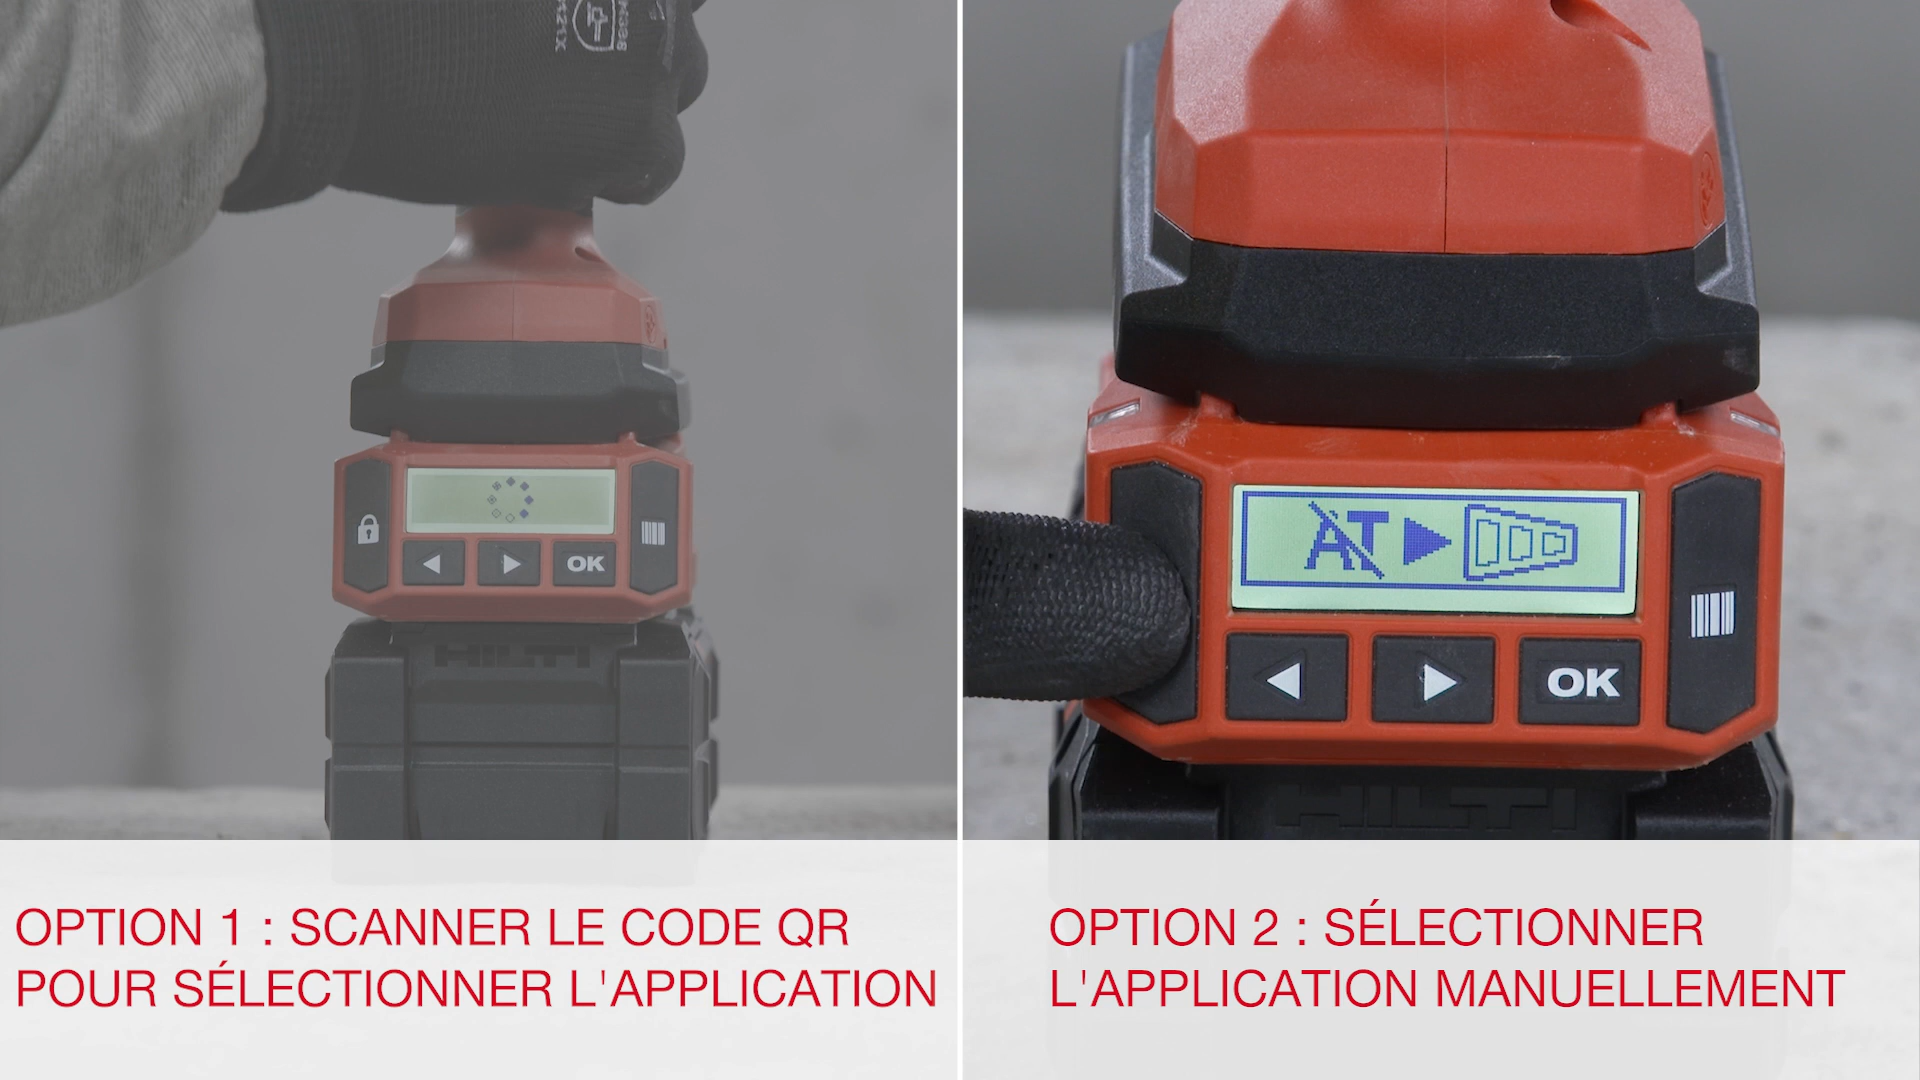 OK
HILTI
OPTION 1 : SCANNER LE CODE QR
POUR SÉLECTIONNER L'APPLICATION
AT
OK
HILTI
OPTION 2 : SÉLECTIONNER
L'APPLICATION MANUELLEMENT